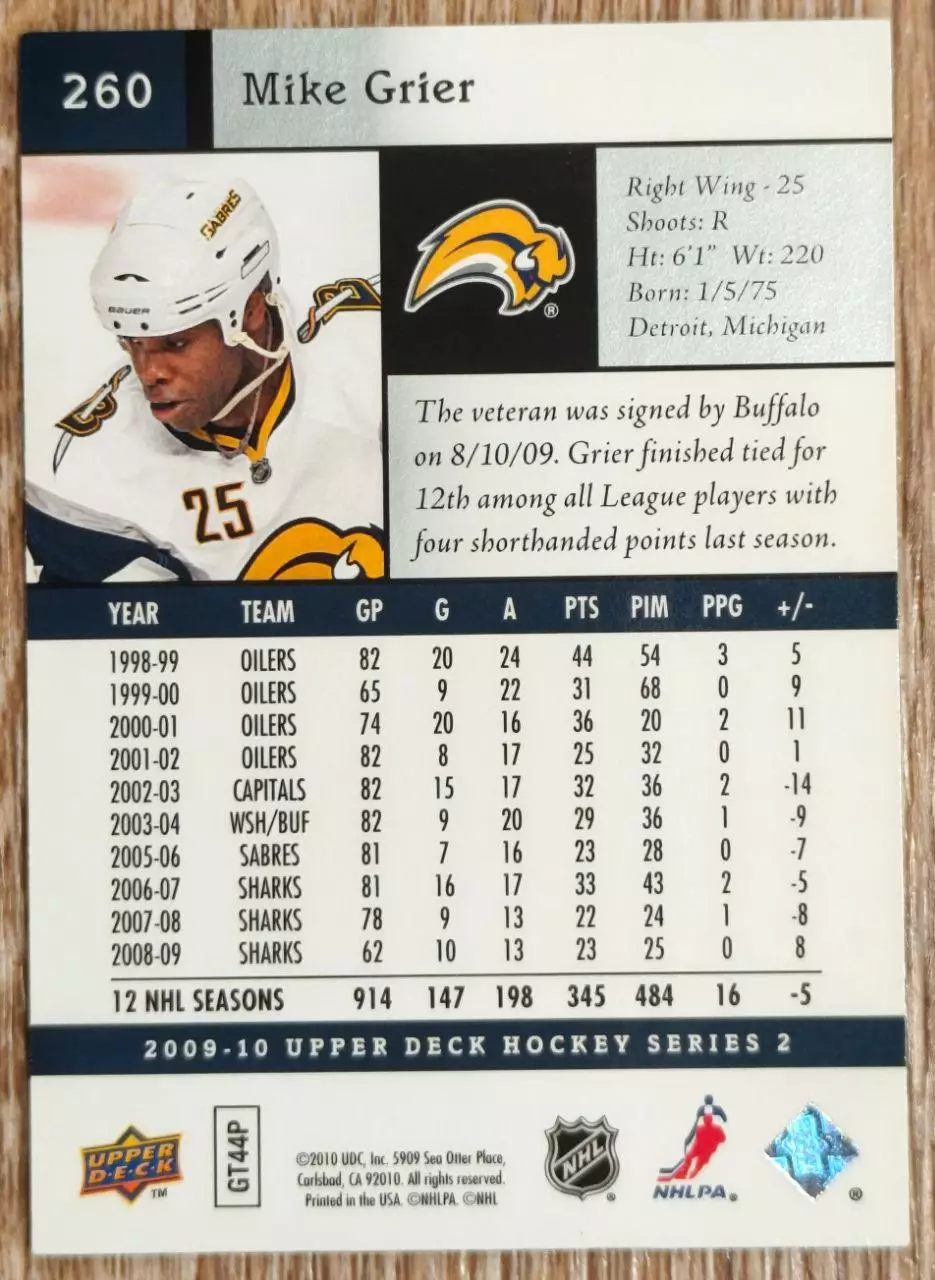 260 Mike Grier
SABRES
BAUER
25
Right Wing - 25
Shoots: R
Ht: 6'1" Wt: 220
Born: 1/5/75
Detroit, Michigan
®
The veteran was signed by Buffalo
on 8/10/09. Grier finished tied for
12th among all League players with
four shorthanded points last season.
YEAR TEAM GP G A PTS PIM PPG +/-
1998-99 OILERS 82 20 24 44 54 3 5
1999-00 OILERS 65 9 22 31 68 0 9
2000-01 OILERS 74 20 16 36 20 2 11
2001-02 OILERS 82 8 17 25 32 0 1
2002-03 CAPITALS 82 15 17 32 36 2 -14
2003-04 WSH/BUF 82 9 20 29 36 1 -9
2005-06 SABRES 81 7 16 23 28 0 -7
2006-07 SHARKS 81 16 17 33 43 2 -5
2007-08 SHARKS 78 9 13 22 24 1 -8
2008-09 SHARKS 62 10 13 23 25 0 8
12 NHL SEASONS 914 147 198 345 484 16 -5
2009-10 UPPER DECK HOCKEY SERIES 2
UPPER
D·E·C·K
TM
GT44P
©2010 UDC, Inc. 5909 Sea Otter Place,
Carlsbad, CA 92010. All rights reserved.
Printed in the USA. ©NHLPA. ©NHL
NHL
®
NHLPA®
®